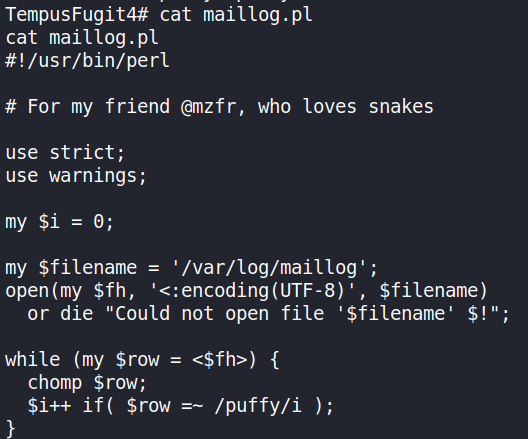 TempusFugit4# cat maillog.pl
cat maillog.pl
#!/usr/bin/perl
# For my friend @mzfr, who loves snakes
use strict;
use warnings;
my $i = 0;
my $filename = '/var/log/maillog';
open(my $fh, '<:encoding(UTF-8)', $filename)
  or die "Could not open file '$filename' $!";
while (my $row = <$fh>) {
  chomp $row;
  $i++ if( $row =~ /puffy/i );
}